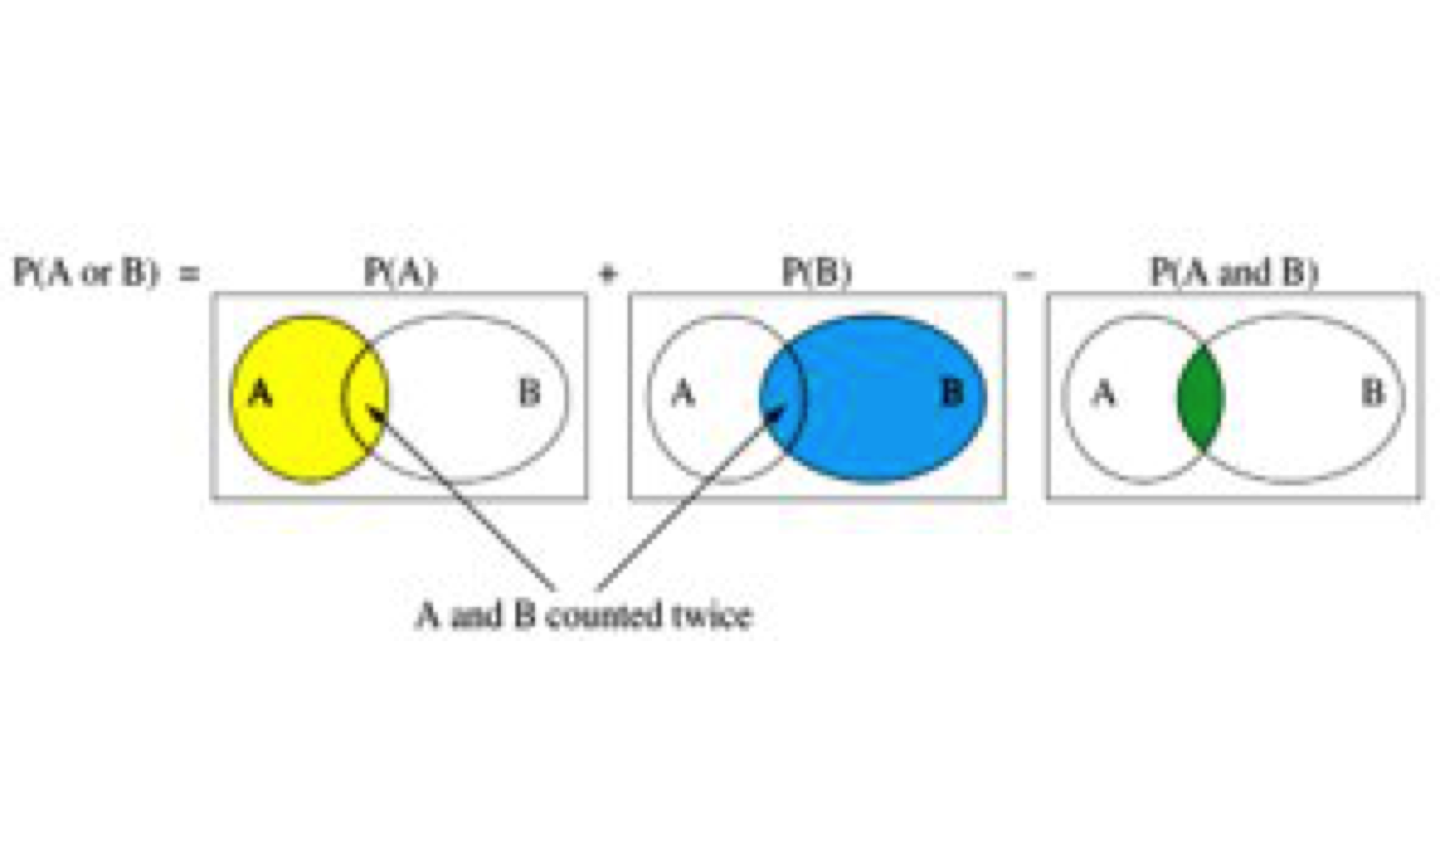 P(A or B) = P(A) + P(B) – P(A and B)
A B A B A B
A and B counted twice